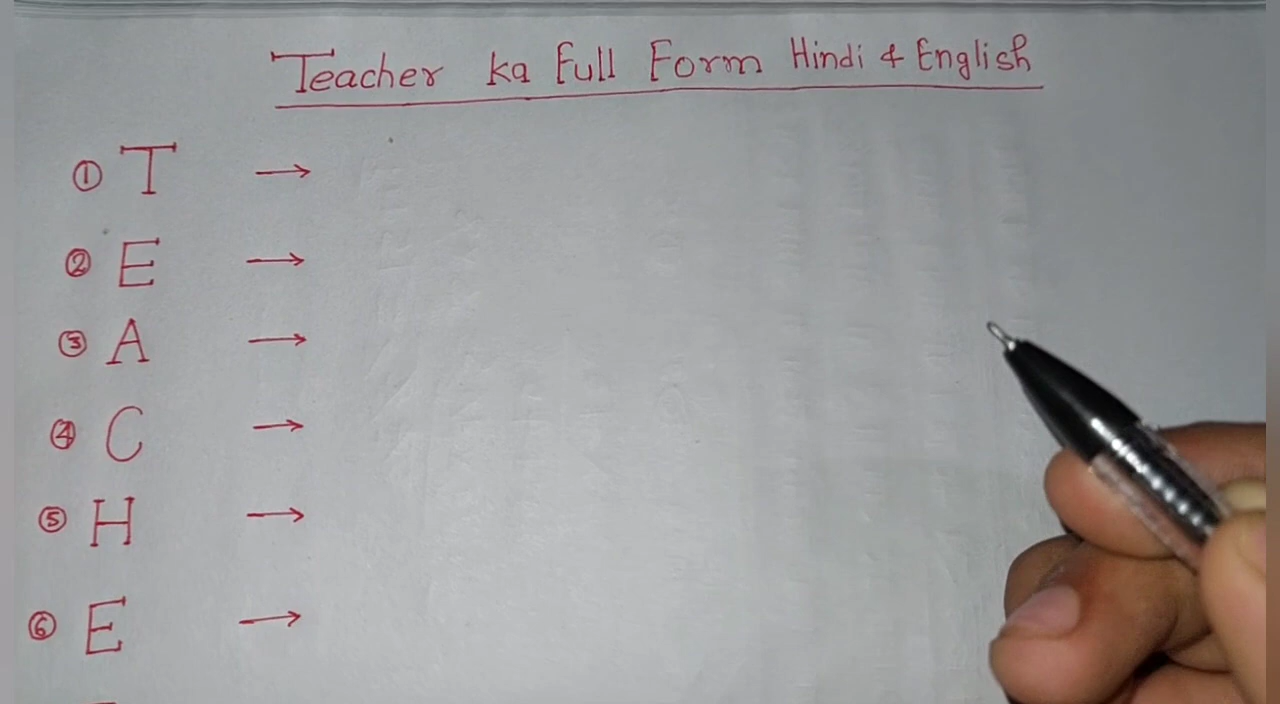 Teacher ka Full Form Hindi & English
① T →
② E →
③ A →
④ C →
⑤ H →
⑥ E →